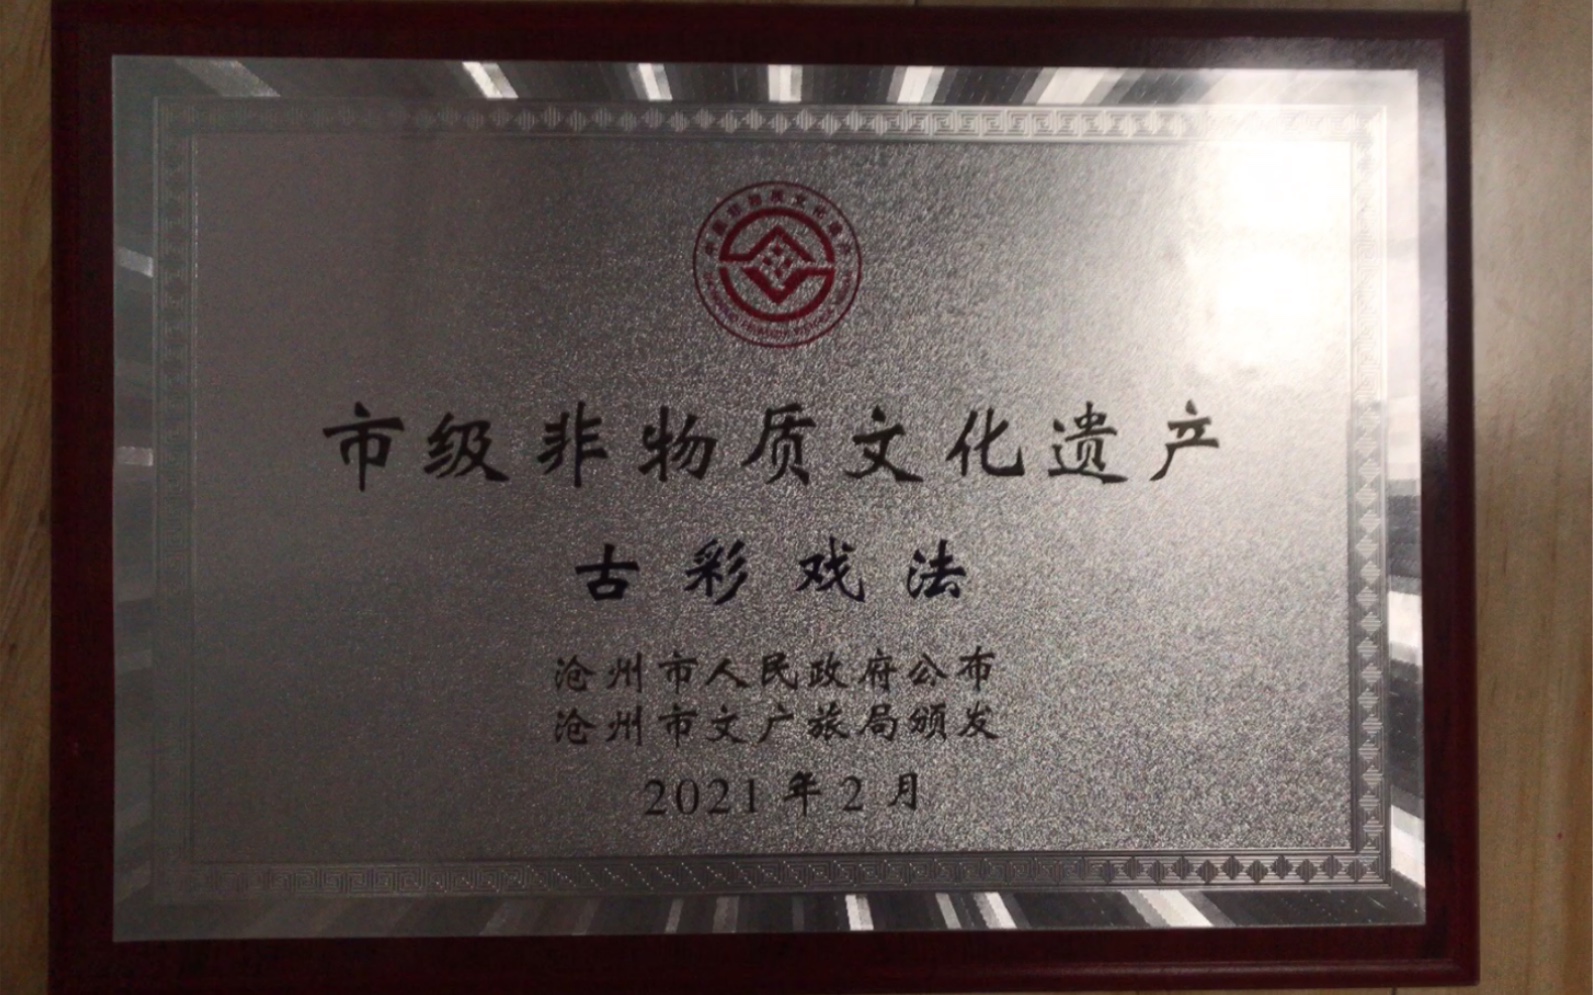 市级非物质文化遗产
古彩戏法
沧州市人民政府公布
沧州市文广旅局颁发
2021年2月